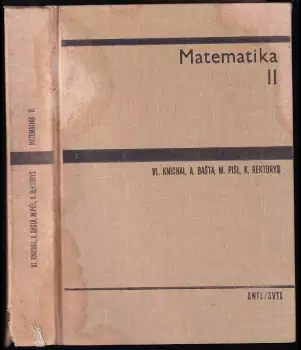 Matematika
II
VL. KNICHAL, A. BAŠTA, M. PIŠL, K. REKTORYS
SNTL/SVTL
VL. KNICHAL, A. BAŠTA, M. PIŠL, K. REKTORYS MATEMATIKA II